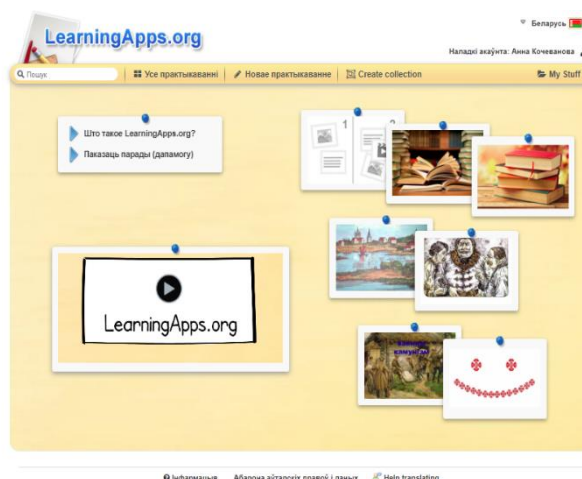 LearningApps.org
Беларусь
Наладкі акаўнта: Анна Кочеванова
Пошук
Усе практыкаванні
Новае практыкаванне
Create collection
My Stuff
Што такое LearningApps.org?
Паказаць парады (дапамогу)
1
2
LearningApps.org
Інфармацыя
Абарона аўтарскіх правоў і даных
Help translating